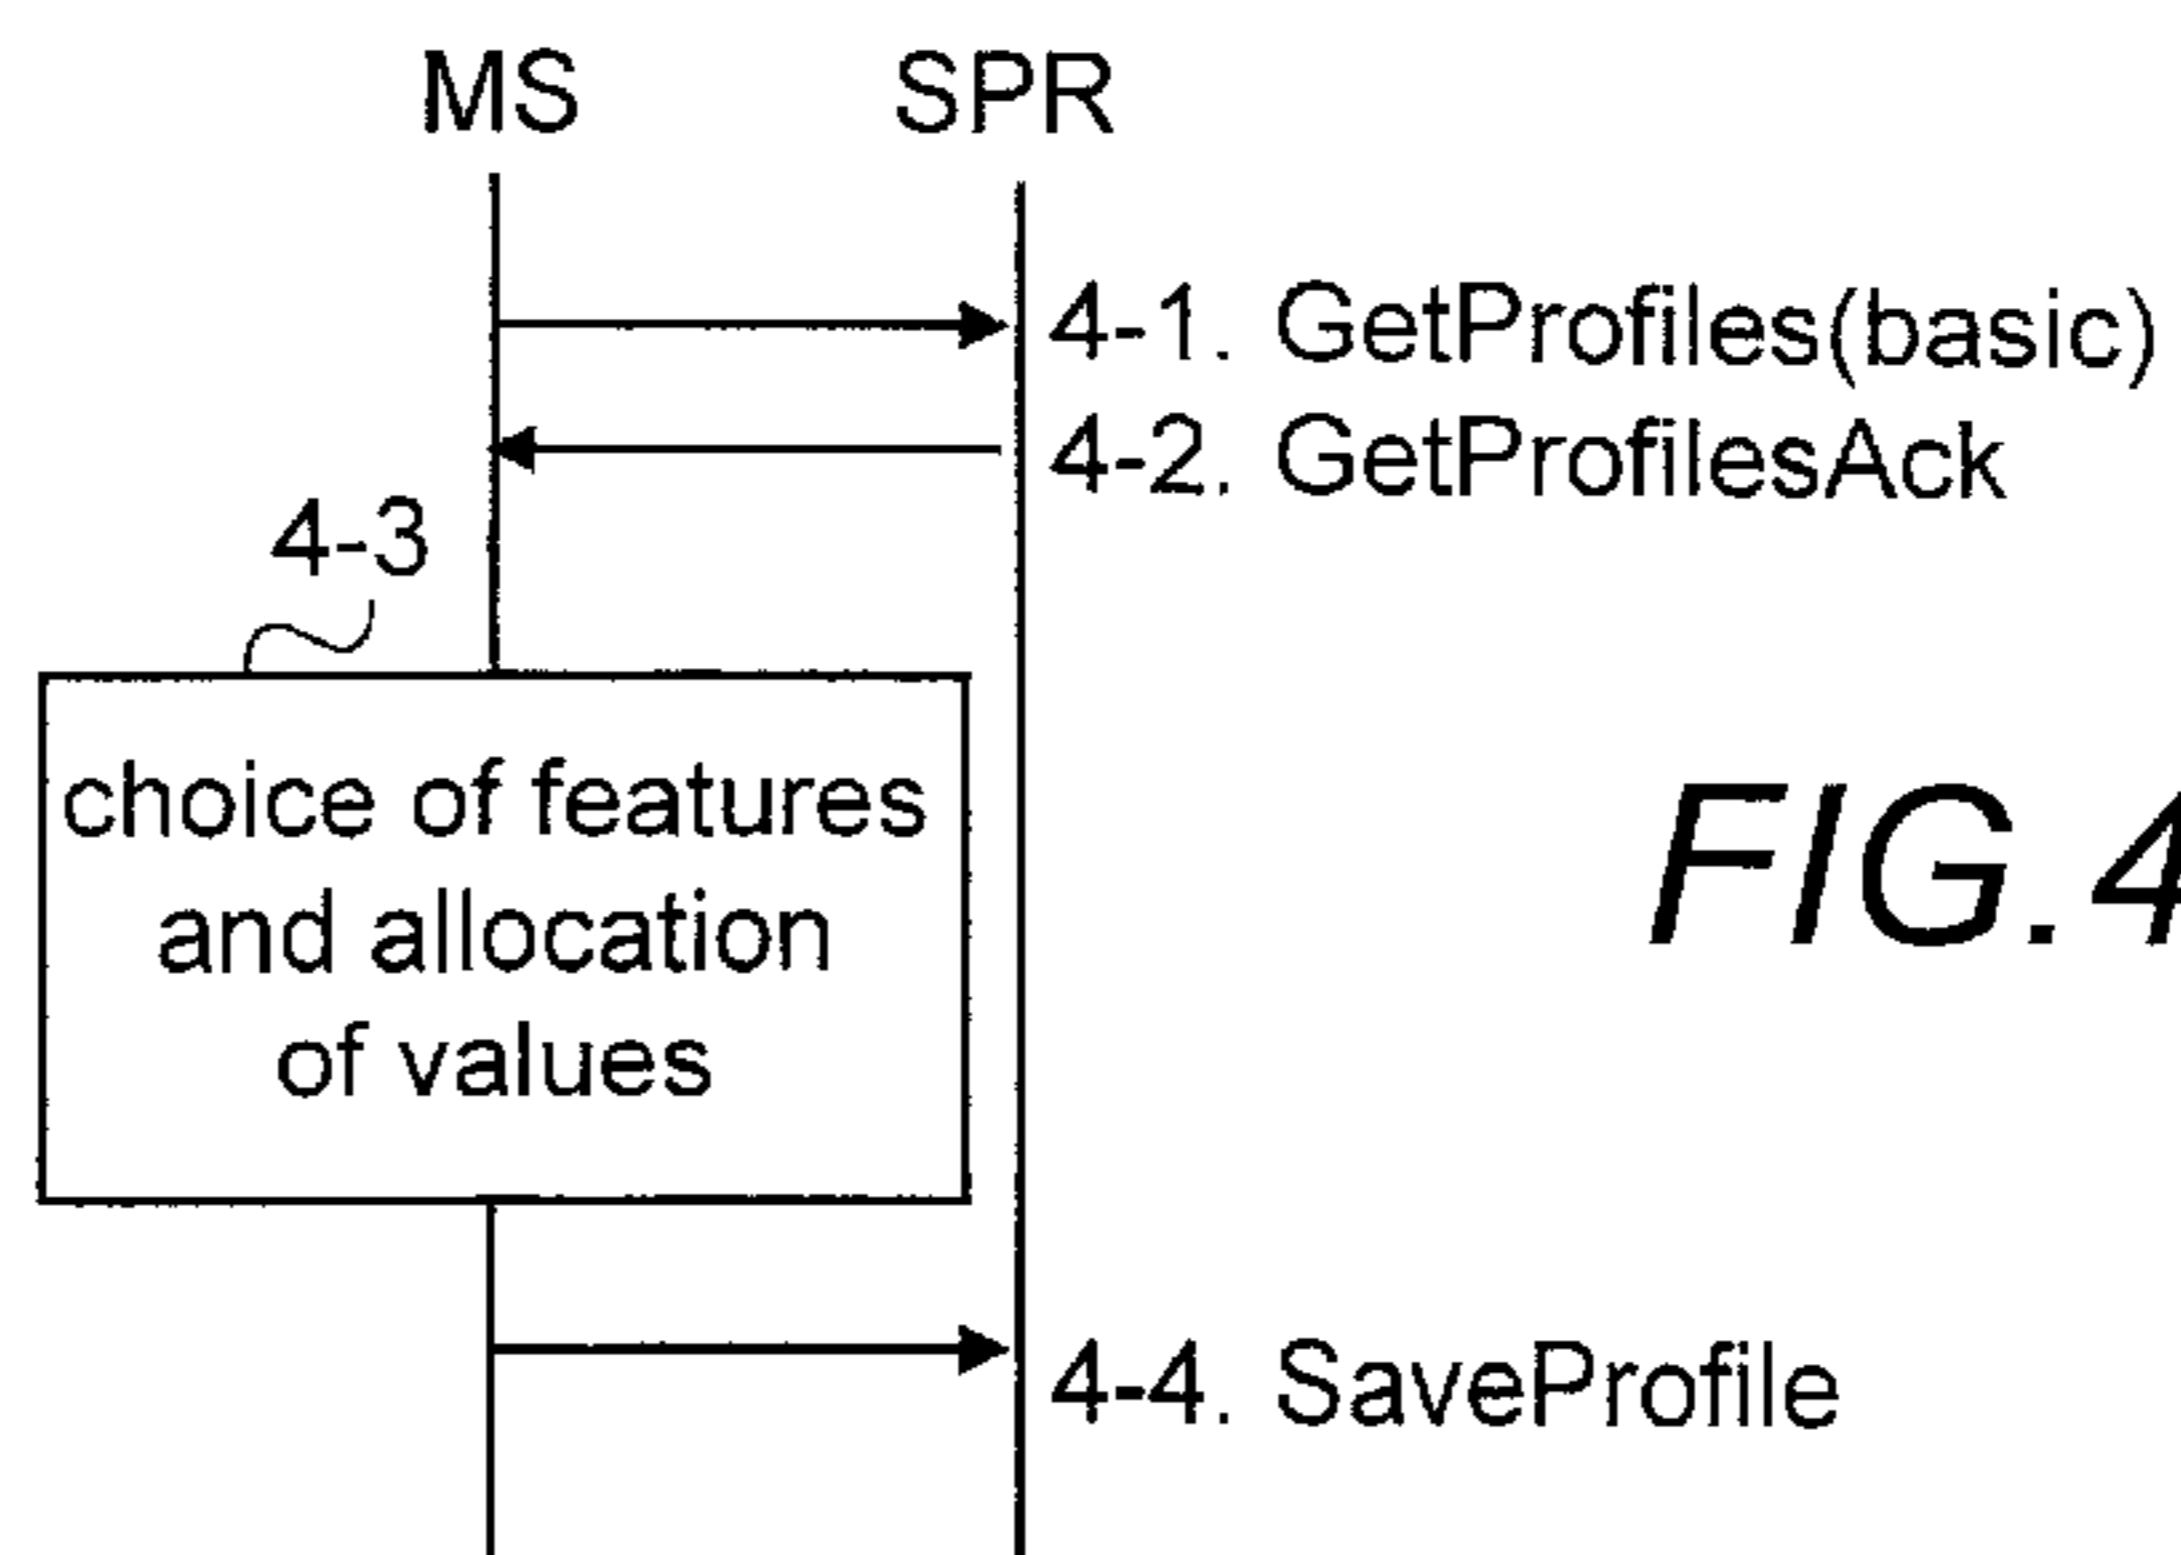 MS SPR
4-1. GetProfiles(basic)
4-2. GetProfilesAck
4-3
choice of features
and allocation
of values
FIG.4
4-4. SaveProfile